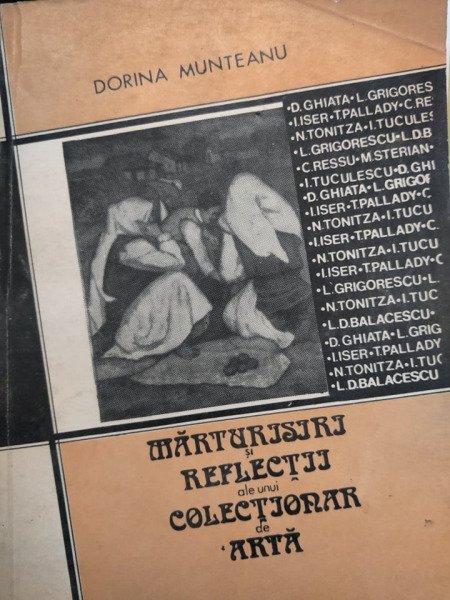 DORINA MUNTEANU
•D.GHIATA•L.GRIGORES
•I.ISER•T.PALLADY•C.RE
•N.TONITZA•I.TUCULES
•L.GRIGORESCU•L.D.B
•C.RESSU•M.STERIAN•
•I.TUCULESCU•D.GHI
•D.GHIATA•L.GRIGOF
•I.ISER•T.PALLADY•C
•N.TONITZA•I.TUCU
•I.ISER•T.PALLADY•C.
•N.TONITZA•I.TUCU
•I.ISER•T.PALLADY•C
•L.GRIGORESCU•L.
•N.TONITZA•I.TUC
•L.D.BALACESCU•
•D.GHIATA•L.GRIG
•I.ISER•T.PALLADY
•N.TONITZA•I.TUC
•L.D.BALACESCU
MĂRTURISIRI
și
REFLECȚII
ale unui
COLECȚIONAR
de
ARTĂ